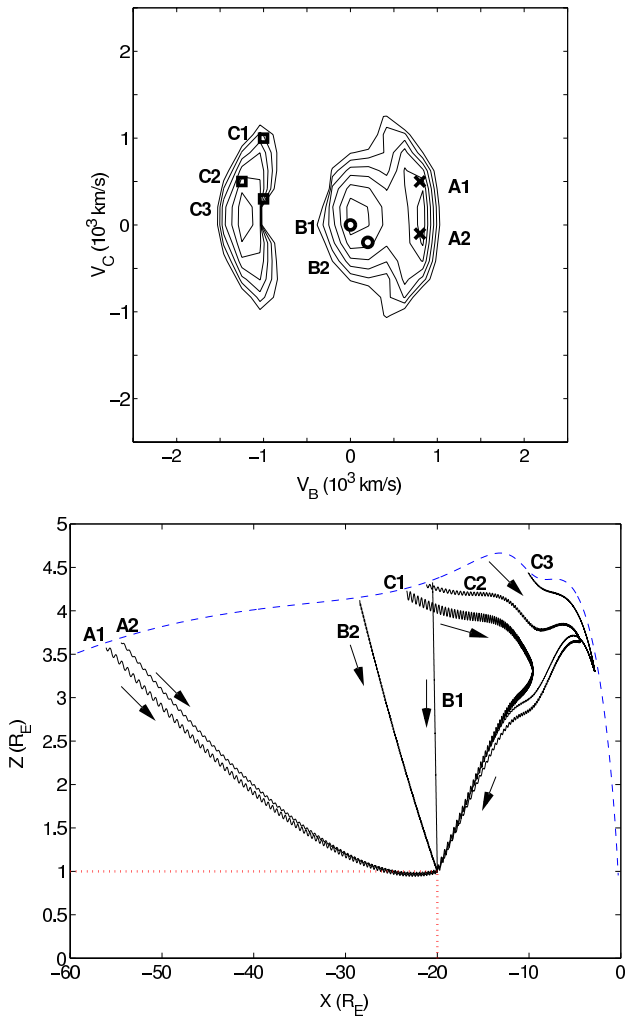 2
1
0
−1
−2
V_C (10^3 km/s)
C1
C2
C3
B1
B2
A1
A2
−2 −1 0 1 2
V_B (10^3 km/s)
5
4.5
4
3.5
3
2.5
2
1.5
1
0.5
0
Z (R_E)
A1 A2
B2
C1
C2
C3
B1
−60 −50 −40 −30 −20 −10 0
X (R_E)